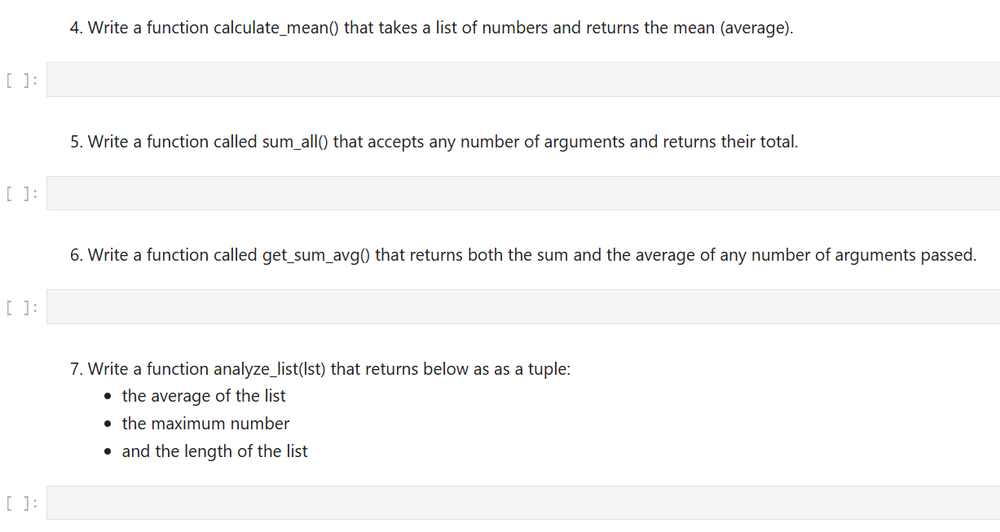 4. Write a function calculate_mean() that takes a list of numbers and returns the mean (average).
[ ]:
5. Write a function called sum_all() that accepts any number of arguments and returns their total.
[ ]:
6. Write a function called get_sum_avg() that returns both the sum and the average of any number of arguments passed.
[ ]:
7. Write a function analyze_list(lst) that returns below as as a tuple:
• the average of the list
• the maximum number
• and the length of the list
[ ]: